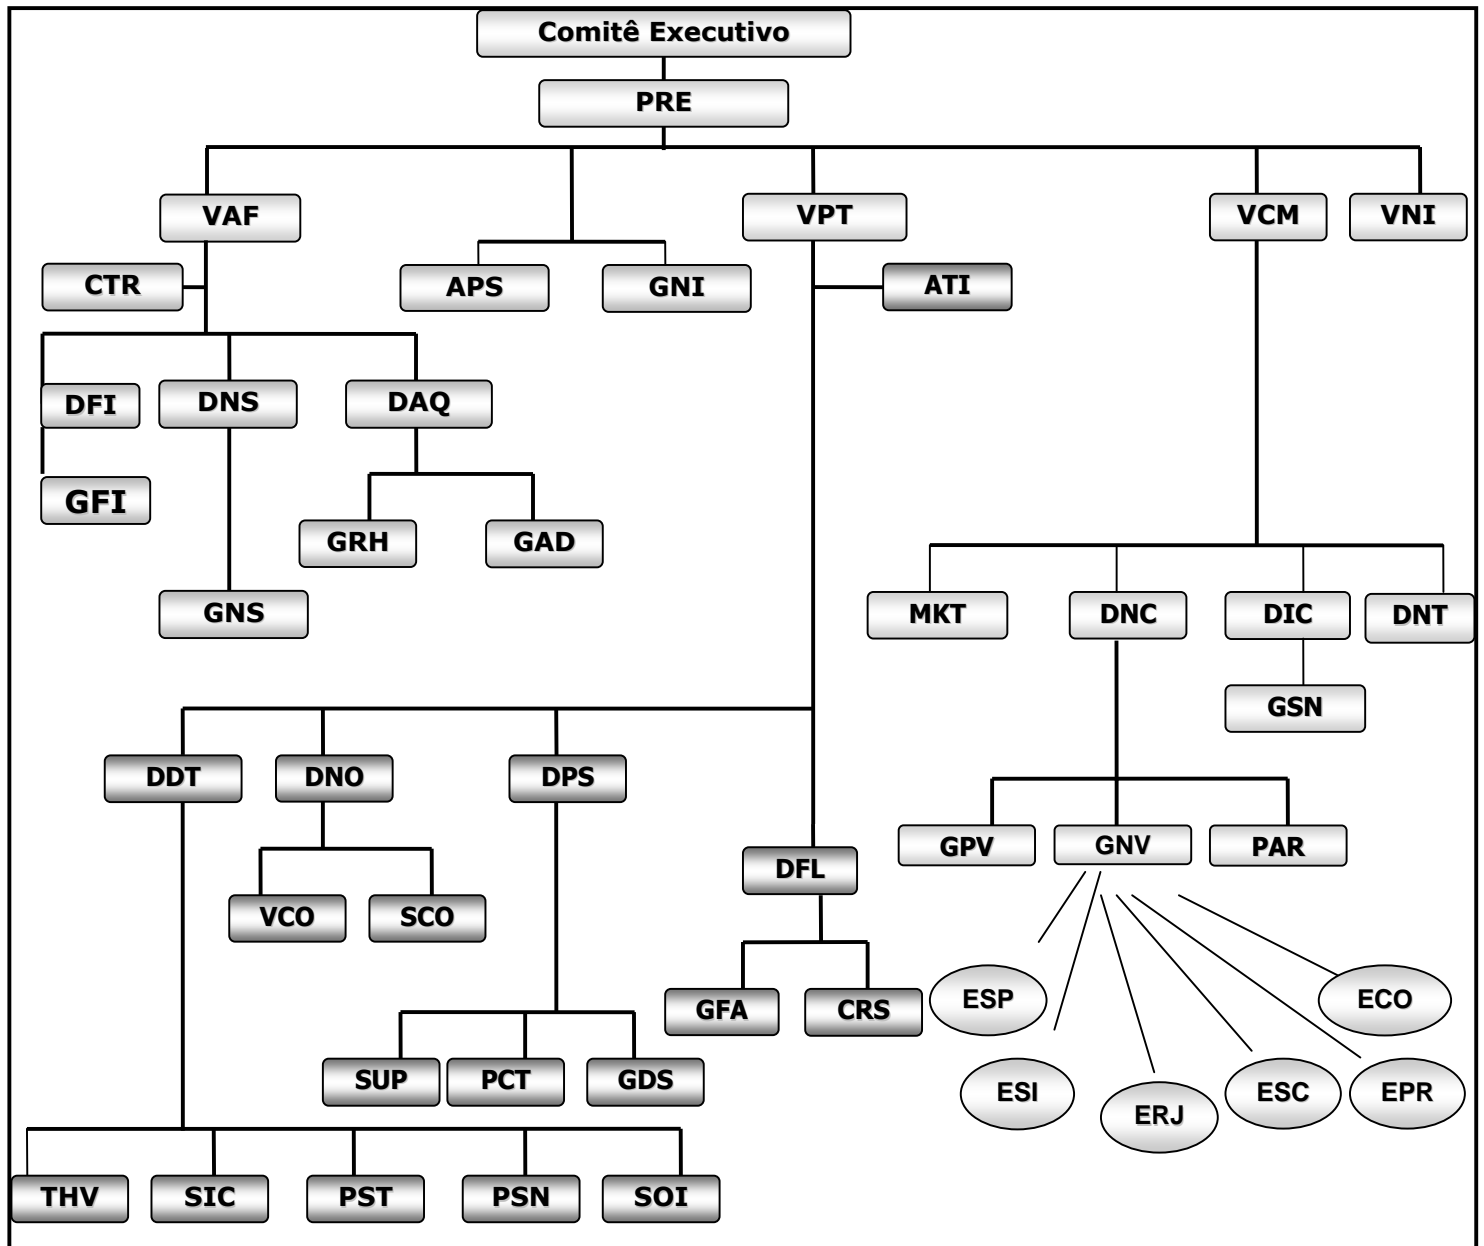 Comitê Executivo
PRE
VAF
VPT
VCM
VNI
CTR
APS
GNI
ATI
DFI
DNS
DAQ
GFI
GRH
GAD
GNS
MKT
DNC
DIC
DNT
GSN
DDT
DNO
DPS
GPV
GNV
PAR
DFL
VCO
SCO
GFA
CRS
ESP
ECO
SUP
PCT
GDS
ESI
ERJ
ESC
EPR
THV
SIC
PST
PSN
SOI